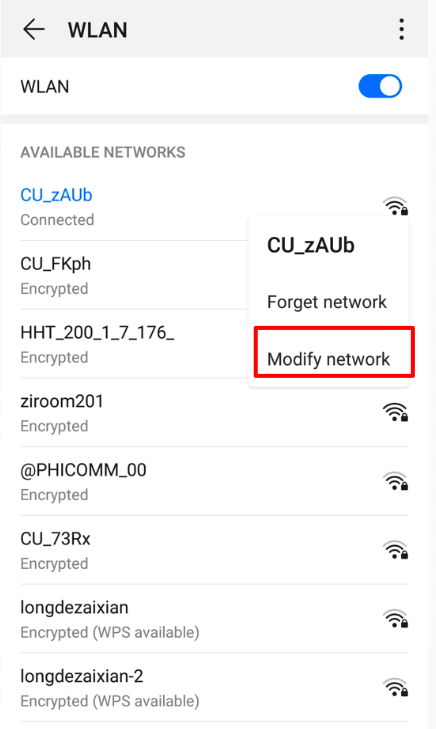 WLAN
WLAN
AVAILABLE NETWORKS
CU_zAUb
Connected
CU_zAUb
CU_FKph
Encrypted
Forget network
HHT_200_1_7_176_
Encrypted
Modify network
ziroom201
Encrypted
@PHICOMM_00
Encrypted
CU_73Rx
Encrypted
longdezaixian
Encrypted (WPS available)
longdezaixian-2
Encrypted (WPS available)